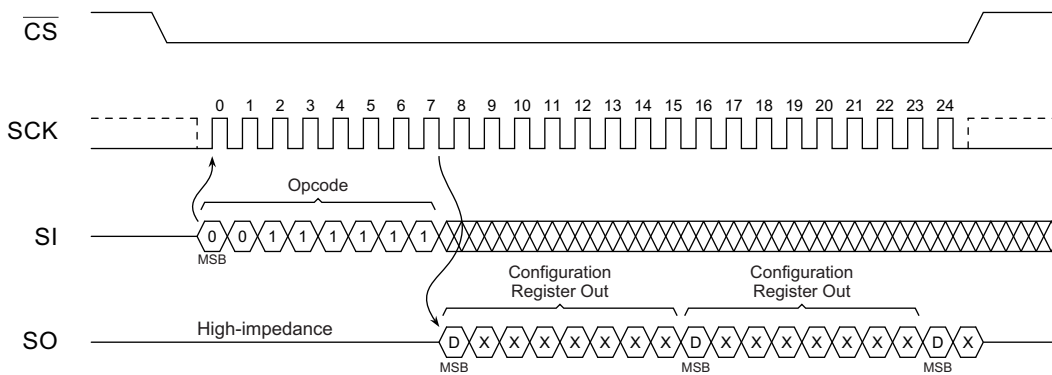 CS
SCK
0 1 2 3 4 5 6 7 8 9 10 11 12 13 14 15 16 17 18 19 20 21 22 23 24
Opcode
SI
0 0 1 1 1 1 1 1
MSB
Configuration
Register Out
Configuration
Register Out
SO
High-impedance
D X X X X X X X D X X X X X X X D X
MSB
MSB
MSB